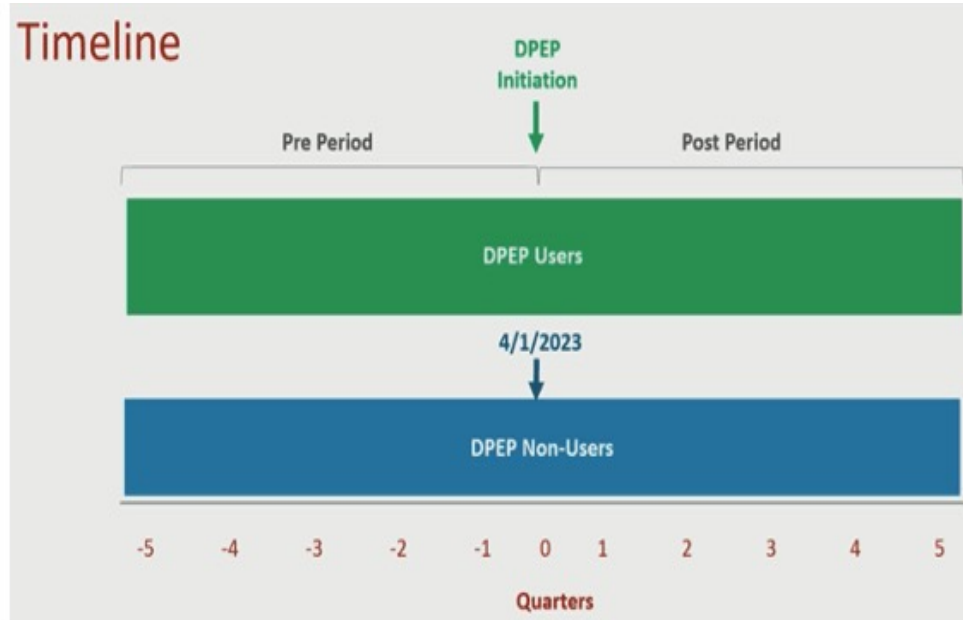 Timeline
DPEP
Initiation
Pre Period
Post Period
DPEP Users
4/1/2023
DPEP Non-Users
-5 -4 -3 -2 -1 0 1 2 3 4 5
Quarters